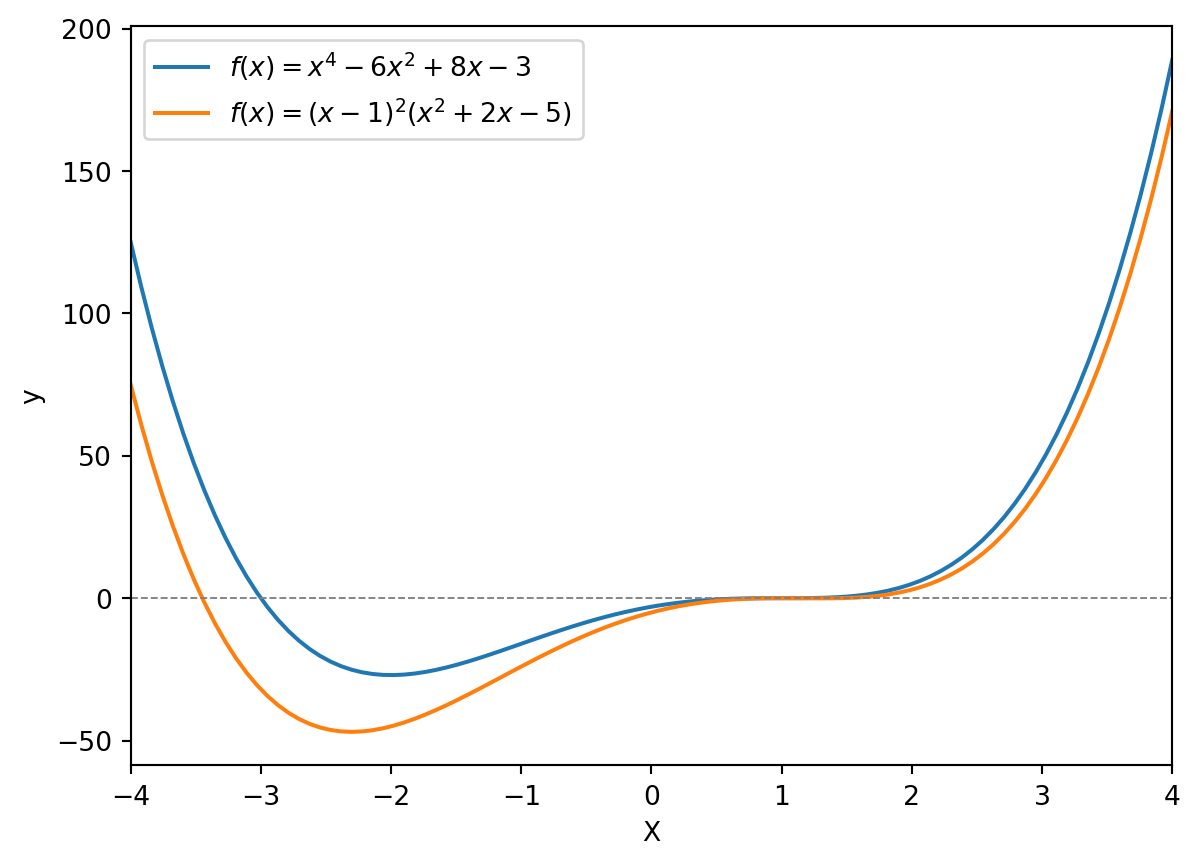 200
150
100
50
0
−50
y
f(x) = x⁴ − 6x² + 8x − 3
f(x) = (x − 1)²(x² + 2x − 5)
−4 −3 −2 −1 0 1 2 3 4
X